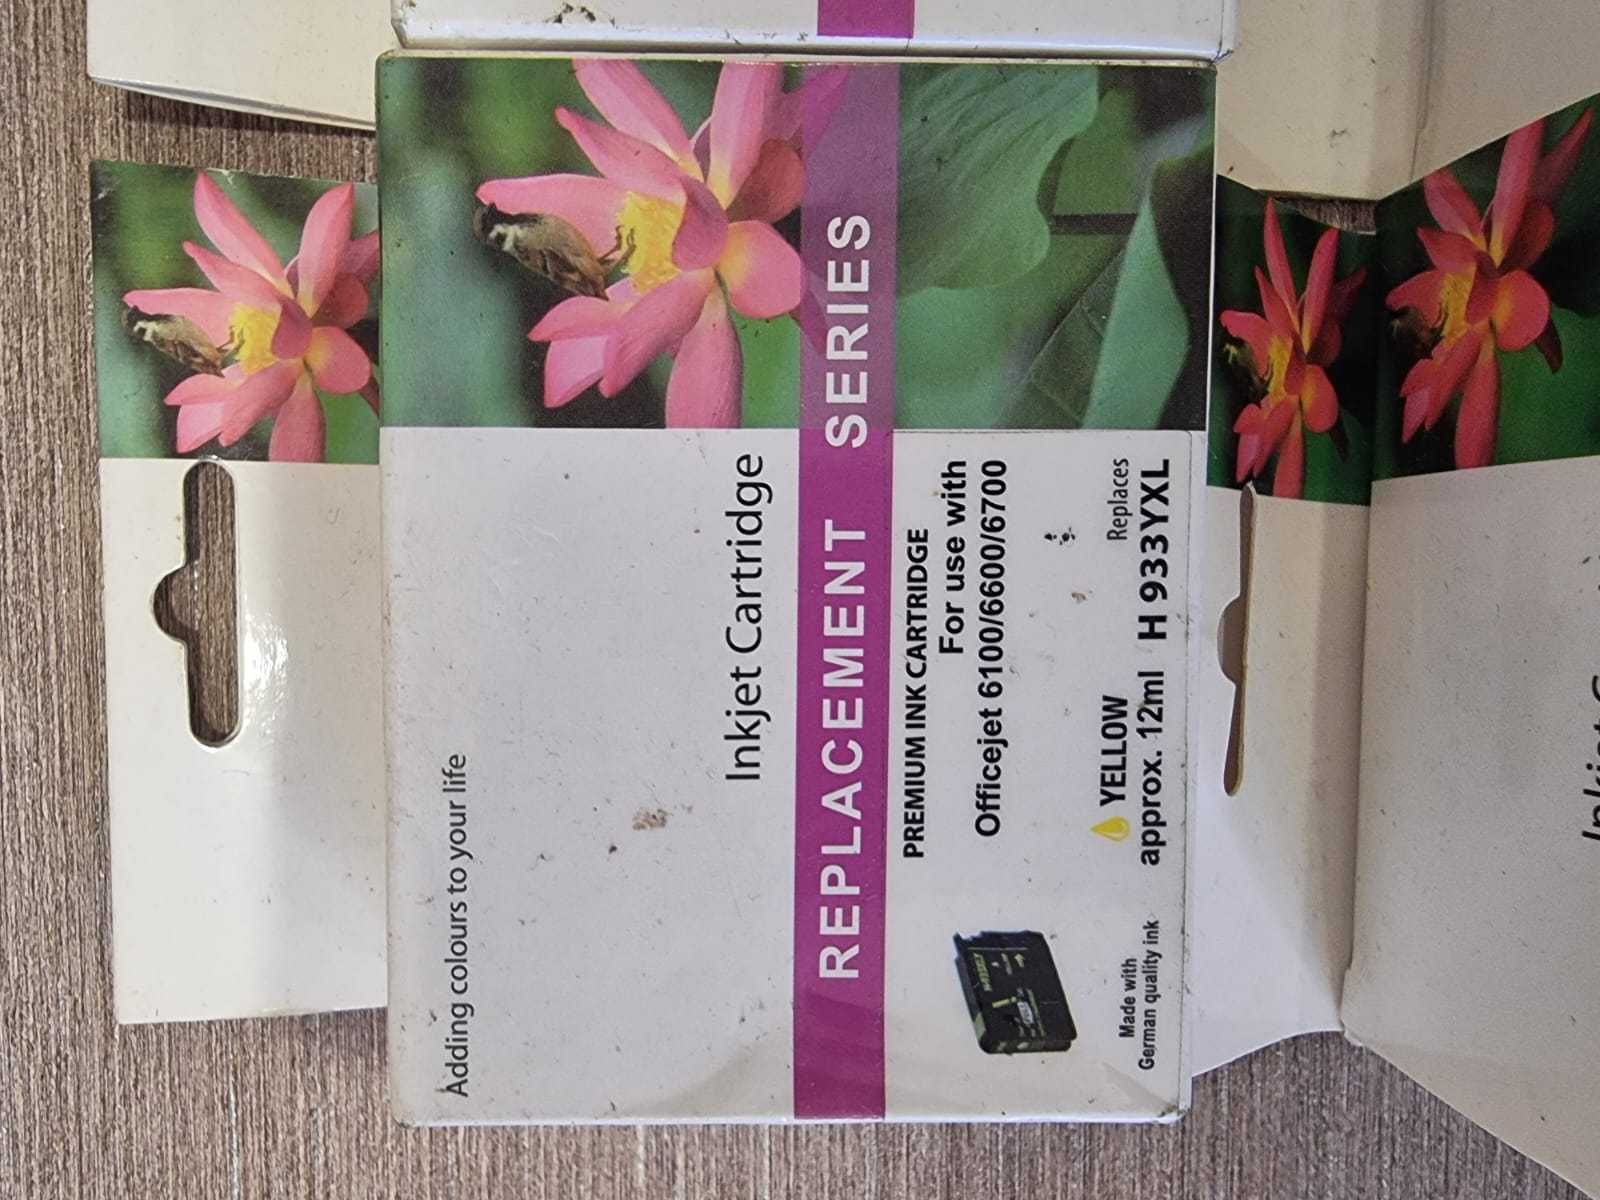 Adding colours to your life
Inkjet Cartridge
REPLACEMENT SERIES
PREMIUM INK CARTRIDGE
For use with
Officejet 6100/6600/6700
YELLOW
approx. 12ml
Replaces
H 933YXL
Made with
German quality ink